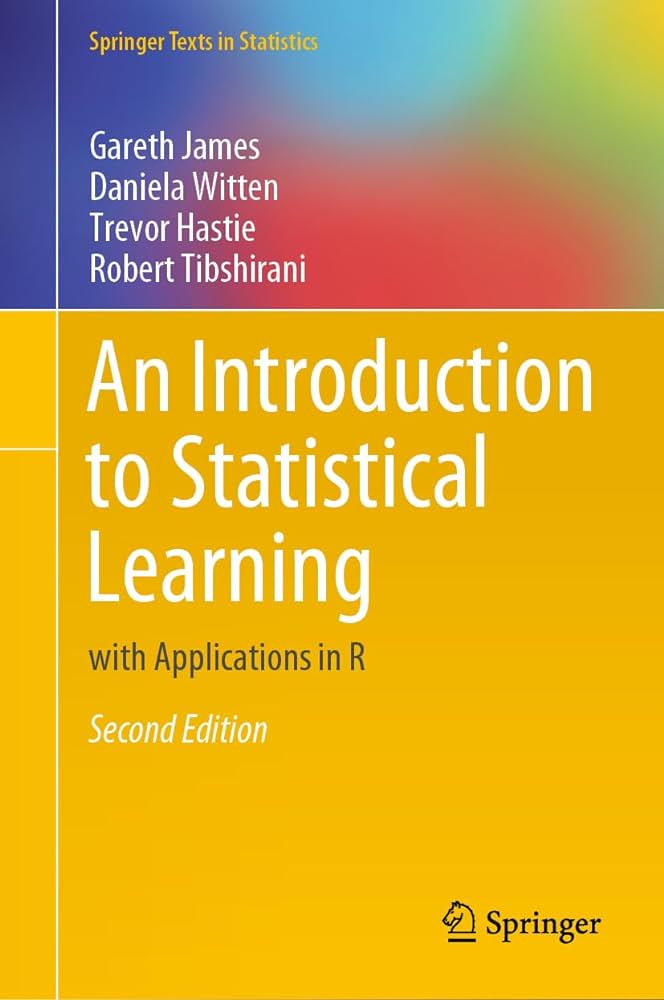 Springer Texts in Statistics
Gareth James
Daniela Witten
Trevor Hastie
Robert Tibshirani
An Introduction
to Statistical
Learning
with Applications in R
Second Edition
Springer